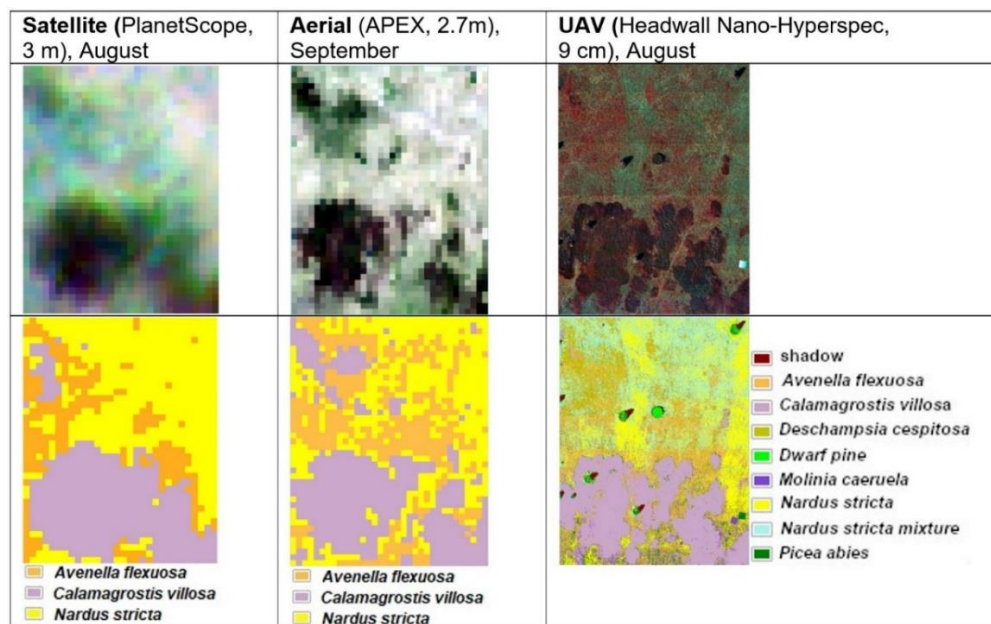 Satellite (PlanetScope,
3 m), August
Aerial (APEX, 2.7m),
September
UAV (Headwall Nano-Hyperspec,
9 cm), August
Avenella flexuosa
Calamagrostis villosa
Nardus stricta
Avenella flexuosa
Calamagrostis villosa
Nardus stricta
shadow
Avenella flexuosa
Calamagrostis villosa
Deschampsia cespitosa
Dwarf pine
Molinia caeruela
Nardus stricta
Nardus stricta mixture
Picea abies